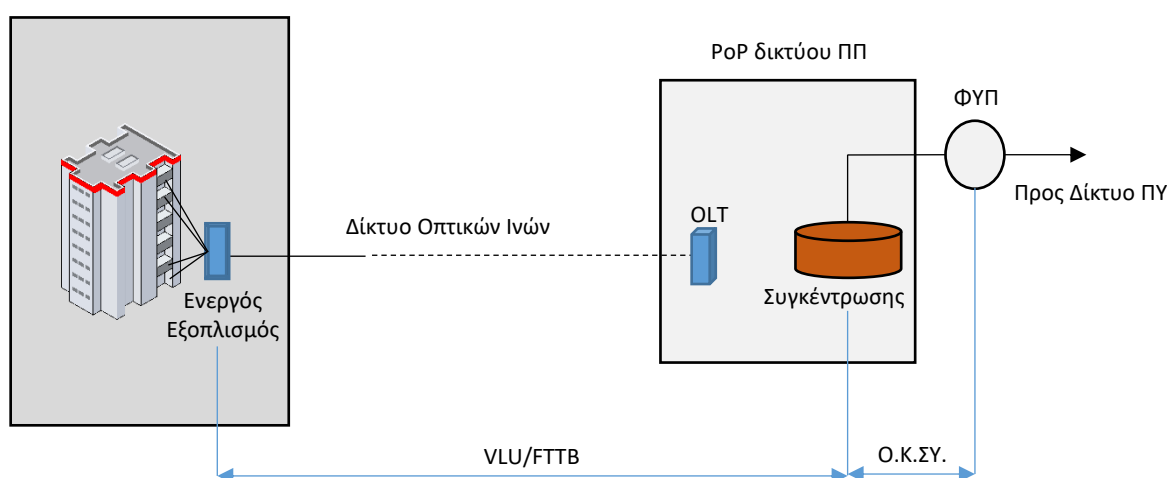 PoP δικτύου ΠΠ
ΦΥΠ
Προς Δίκτυο ΠΥ
OLT
Δίκτυο Οπτικών Ινών
Συγκέντρωσης
Ενεργός
Εξοπλισμός
VLU/FTTB
Ο.Κ.ΣΥ.